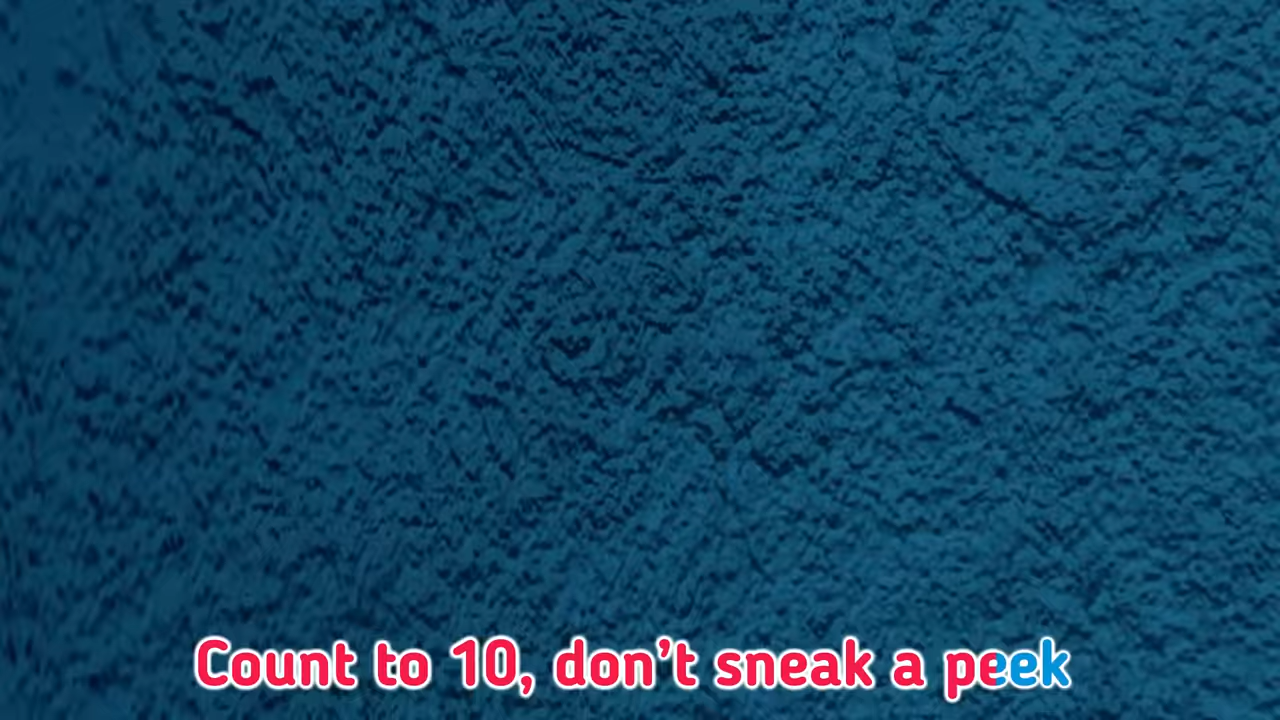 Count to 10, don’t sneak a peek